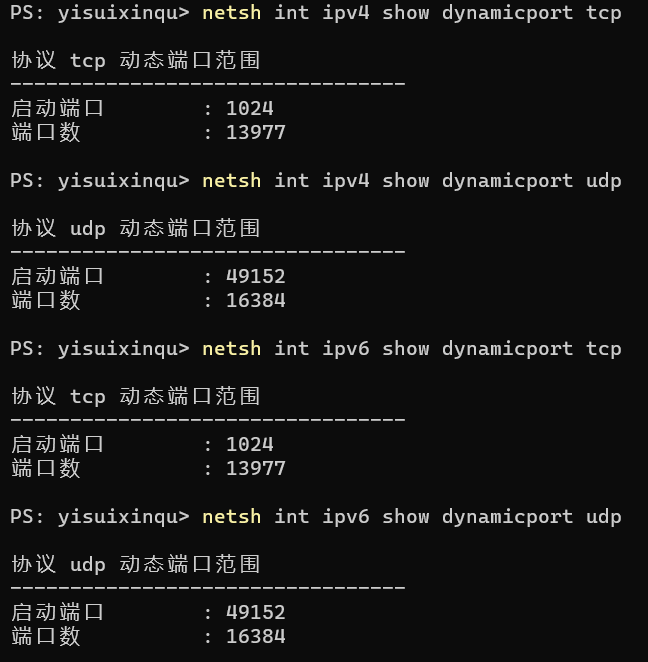 PS: yisuixinqu> netsh int ipv4 show dynamicport tcp
协议 tcp 动态端口范围
---------------------------------
启动端口        : 1024
端口数          : 13977
PS: yisuixinqu> netsh int ipv4 show dynamicport udp
协议 udp 动态端口范围
---------------------------------
启动端口        : 49152
端口数          : 16384
PS: yisuixinqu> netsh int ipv6 show dynamicport tcp
协议 tcp 动态端口范围
---------------------------------
启动端口        : 1024
端口数          : 13977
PS: yisuixinqu> netsh int ipv6 show dynamicport udp
协议 udp 动态端口范围
---------------------------------
启动端口        : 49152
端口数          : 16384